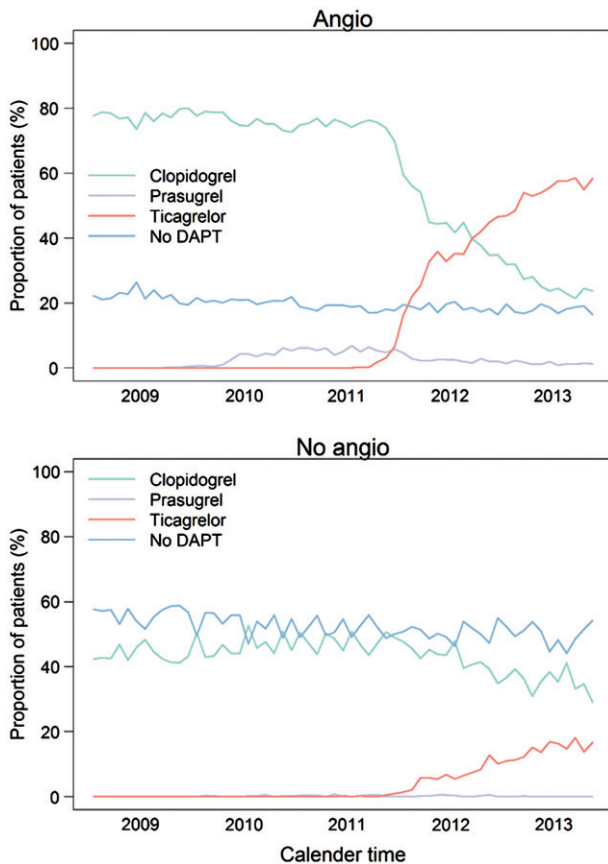 Angio
Proportion of patients (%)
100
80
60
40
20
0
Clopidogrel
Prasugrel
Ticagrelor
No DAPT
2009 2010 2011 2012 2013
No angio
Proportion of patients (%)
100
80
60
40
20
0
Clopidogrel
Prasugrel
Ticagrelor
No DAPT
2009 2010 2011 2012 2013
Calender time